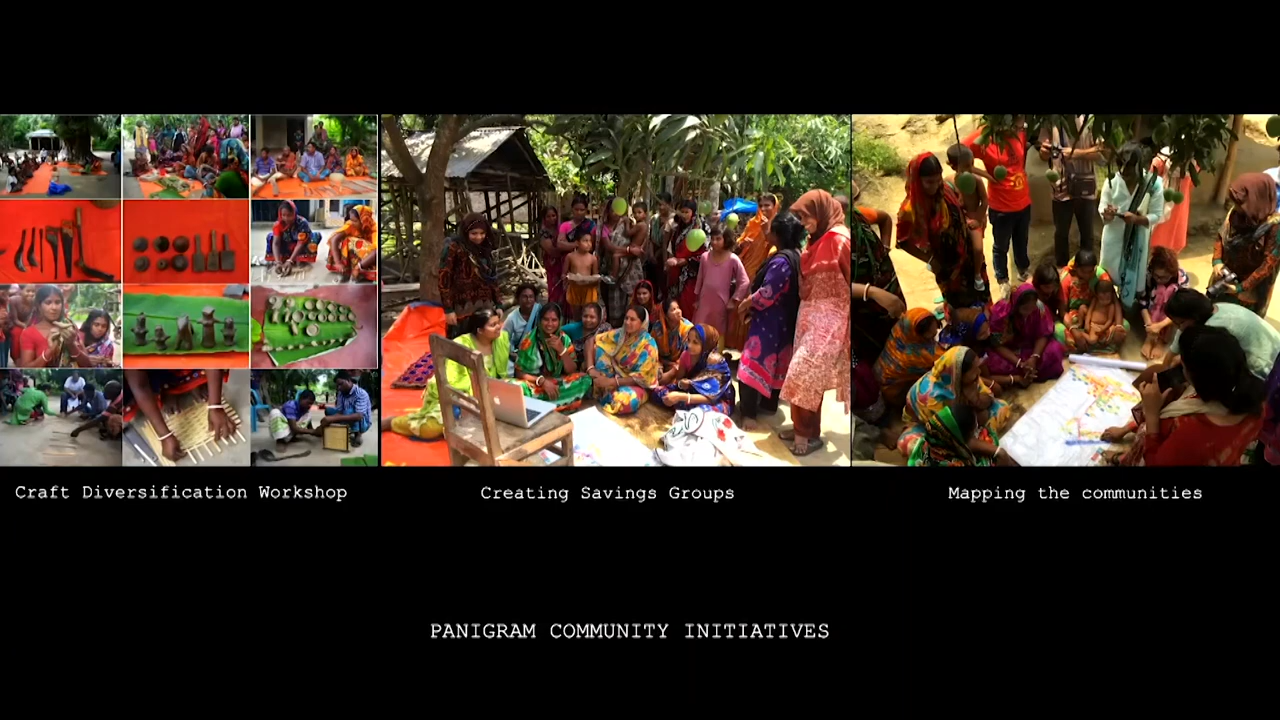 Craft Diversification Workshop
Creating Savings Groups
Mapping the communities
PANIGRAM COMMUNITY INITIATIVES